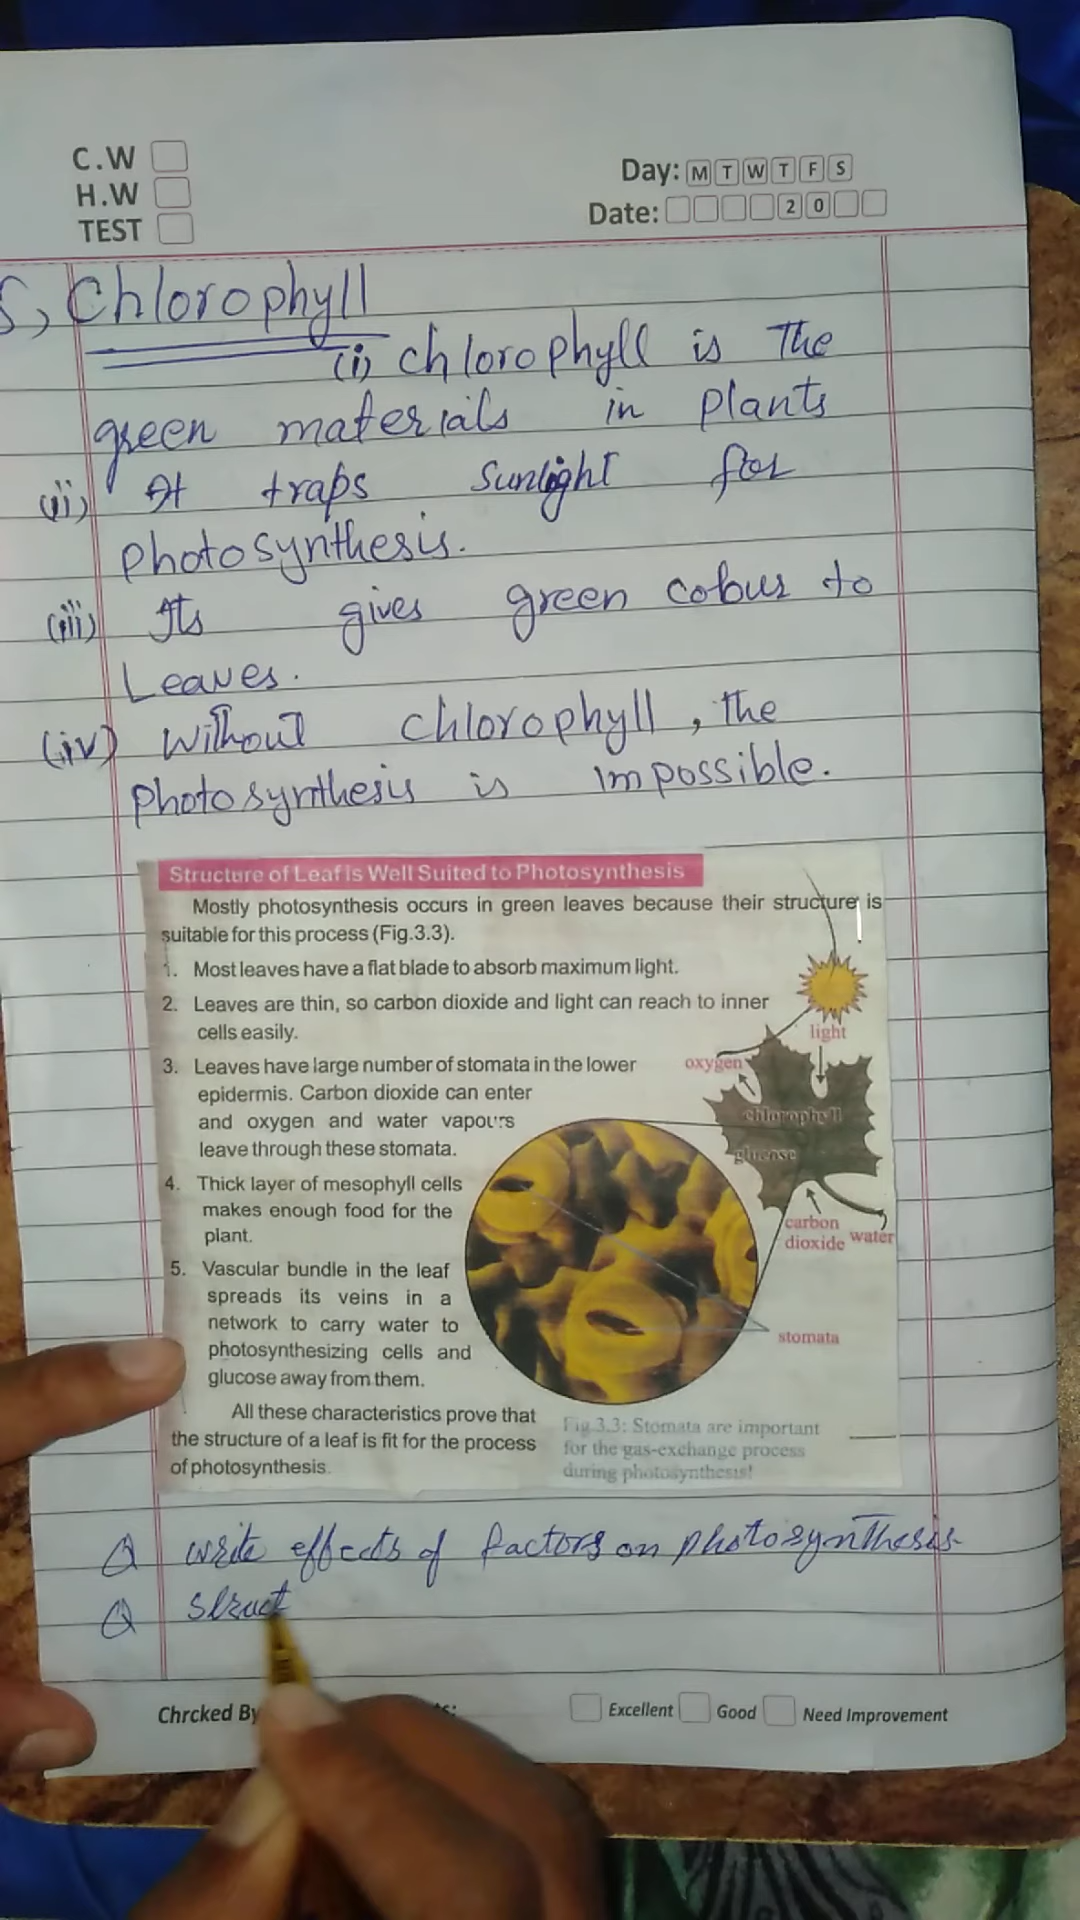 C.W
H.W
TEST
Day: M T W T F S
Date: 2 0
5, Chlorophyll
(i) chlorophyll is The
green materials in plants
(ii) It traps Sunlight for
photosynthesis.
(iii) Its gives green colour to
Leaves.
(iv) Without Chlorophyll, the
photosynthesis is impossible.
Structure of Leaf is Well Suited to Photosynthesis
Mostly photosynthesis occurs in green leaves because their structure is
suitable for this process (Fig.3.3).
1. Most leaves have a flat blade to absorb maximum light.
2. Leaves are thin, so carbon dioxide and light can reach to inner
cells easily.
3. Leaves have large number of stomata in the lower
epidermis. Carbon dioxide can enter
and oxygen and water vapours
leave through these stomata.
4. Thick layer of mesophyll cells
makes enough food for the
plant.
5. Vascular bundle in the leaf
spreads its veins in a
network to carry water to
photosynthesizing cells and
glucose away from them.
All these characteristics prove that
the structure of a leaf is fit for the process
of photosynthesis.
light
oxygen
chlorophyll
glucose
carbon
dioxide
water
stomata
Fig.3.3: Stomata are important
for the gas-exchange process
during photosynthesis!
Q write effects of factors on photosynthesis.
Q struct
Chrcked By
Excellent Good Need Improvement